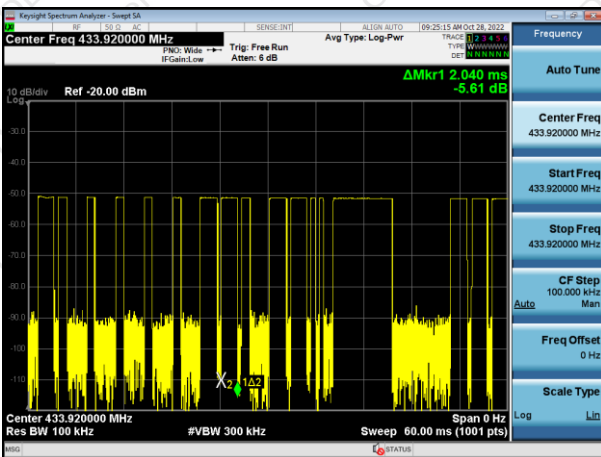 Keysight Spectrum Analyzer - Swept SA
RF 50 Ω AC SENSE:INT ALIGN AUTO 09:25:15 AM Oct 28, 2022
Center Freq 433.920000 MHz
PNO: Wide
IFGain:Low
Trig: Free Run
Atten: 6 dB
Avg Type: Log-Pwr
TRACE 1 2 3 4 5 6
TYPE WWWWWW
DET N N N N N N
ΔMkr1 2.040 ms
-5.61 dB
10 dB/div Ref -20.00 dBm
Log
-30.0
-40.0
-50.0
-60.0
-70.0
-80.0
-90.0
-100
-110
X2 1Δ2
Center 433.920000 MHz Span 0 Hz
Res BW 100 kHz #VBW 300 kHz Sweep 60.00 ms (1001 pts)
MSG STATUS
Frequency
Auto Tune
Center Freq
433.920000 MHz
Start Freq
433.920000 MHz
Stop Freq
433.920000 MHz
CF Step
100.000 kHz
Auto Man
Freq Offset
0 Hz
Scale Type
Log Lin